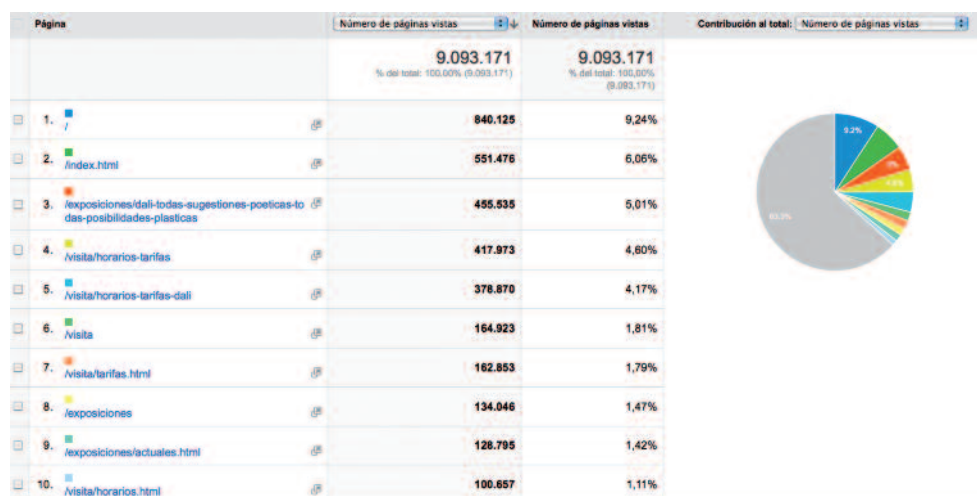 Página Número de páginas vistas Número de páginas vistas Contribución al total: Número de páginas vistas
9.093.171 9.093.171
% del total: 100,00% (9.093.171) % del total: 100,00%
(9.093.171)
1. / 840.125 9,24%
2. /index.html 551.476 6,06%
3. /exposiciones/dali-todas-sugestiones-poeticas-to 455.535 5,01%
das-posibilidades-plasticas
4. /visita/horarios-tarifas 417.973 4,60%
5. /visita/horarios-tarifas-dali 378.870 4,17%
6. /visita 164.923 1,81%
7. /visita/tarifas.html 162.853 1,79%
8. /exposiciones 134.046 1,47%
9. /exposiciones/actuales.html 128.795 1,42%
10. /visita/horarios.html 100.657 1,11%
9.2%
5%
4.6%